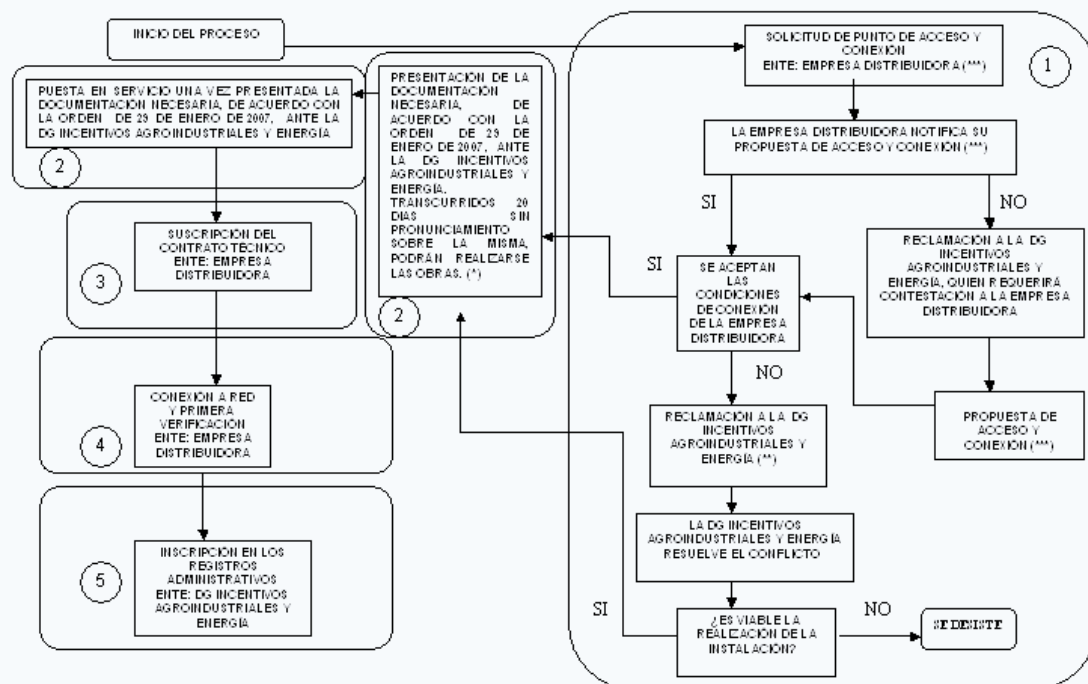 INICIO DEL PROCESO
SOLICITUD DE PUNTO DE ACCESO Y
CONEXIÓN
ENTE: EMPRESA DISTRIBUIDORA (***)
1
LA EMPRESA DISTRIBUIDORA NOTIFICA SU
PROPUESTA DE ACCESO Y CONEXIÓN (***)
SI
NO
RECLAMACIÓN A LA DG
INCENTIVOS
AGROINDUSTRIALES Y
ENERGÍA, QUIEN REQUERIRÁ
CONTESTACIÓN A LA EMPRESA
DISTRIBUIDORA
PROPUESTA DE
ACCESO Y
CONEXIÓN (***)
SE ACEPTAN
LAS
CONDICIONES
DE CONEXIÓN
DE LA EMPRESA
DISTRIBUIDORA
SI
NO
RECLAMACIÓN A LA DG
INCENTIVOS
AGROINDUSTRIALES Y
ENERGÍA (**)
LA DG INCENTIVOS
AGROINDUSTRIALES Y ENERGÍA
RESUELVE EL CONFLICTO
¿ES VIABLE LA
REALIZACIÓN DE LA
INSTALACIÓN?
SI
NO
SE DESISTE
PRESENTACIÓN DE LA
DOCUMENTACIÓN
NECESARIA, DE
ACUERDO CON LA
ORDEN DE 29 DE
ENERO DE 2007, ANTE
LA DG INCENTIVOS
AGROINDUSTRIALES Y
ENERGÍA.
TRANSCURRIDOS 20
DIAS SIN
PRONUNCIAMIENTO
SOBRE LA MISMA,
PODRÁN REALIZARSE
LAS OBRAS. (*)
2
PUESTA EN SERVICIO UNA VEZ PRESENTADA LA
DOCUMENTACIÓN NECESARIA, DE ACUERDO CON
LA ORDEN DE 29 DE ENERO DE 2007, ANTE LA
DG INCENTIVOS AGROINDUSTRIALES Y ENERGÍA
2
SUSCRIPCIÓN DEL
CONTRATO TÉCNICO
ENTE: EMPRESA
DISTRIBUIDORA
3
CONEXIÓN A RED
Y PRIMERA
VERIFICACIÓN
ENTE: EMPRESA
DISTRIBUIDORA
4
INSCRIPCIÓN EN LOS
REGISTROS
ADMINISTRATIVOS
ENTE: DG INCENTIVOS
AGROINDUSTRIALES Y
ENERGÍA
5